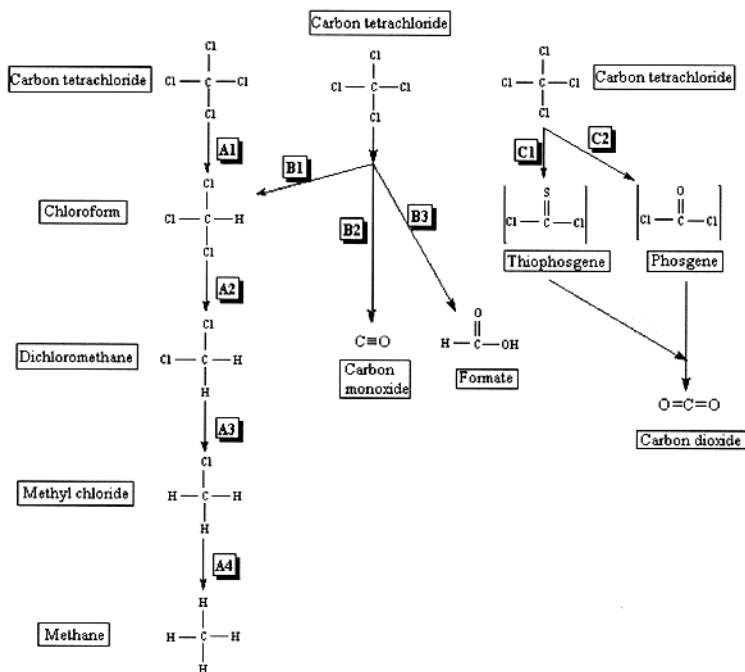 Carbon tetrachloride
Cl
Cl C Cl
Cl
A1
Chloroform
Cl
Cl C H
Cl
A2
Dichloromethane
Cl
Cl C H
H
A3
Methyl chloride
Cl
H C H
H
A4
Methane
H
H C H
H
Carbon tetrachloride
Cl
Cl C Cl
Cl
B1
B2
B3
C≡O
Carbon
monoxide
O
H C OH
Formate
Carbon tetrachloride
Cl
Cl C Cl
Cl
C1
C2
S
Cl C Cl
Thiophosgene
O
Cl C Cl
Phosgene
O=C=O
Carbon dioxide